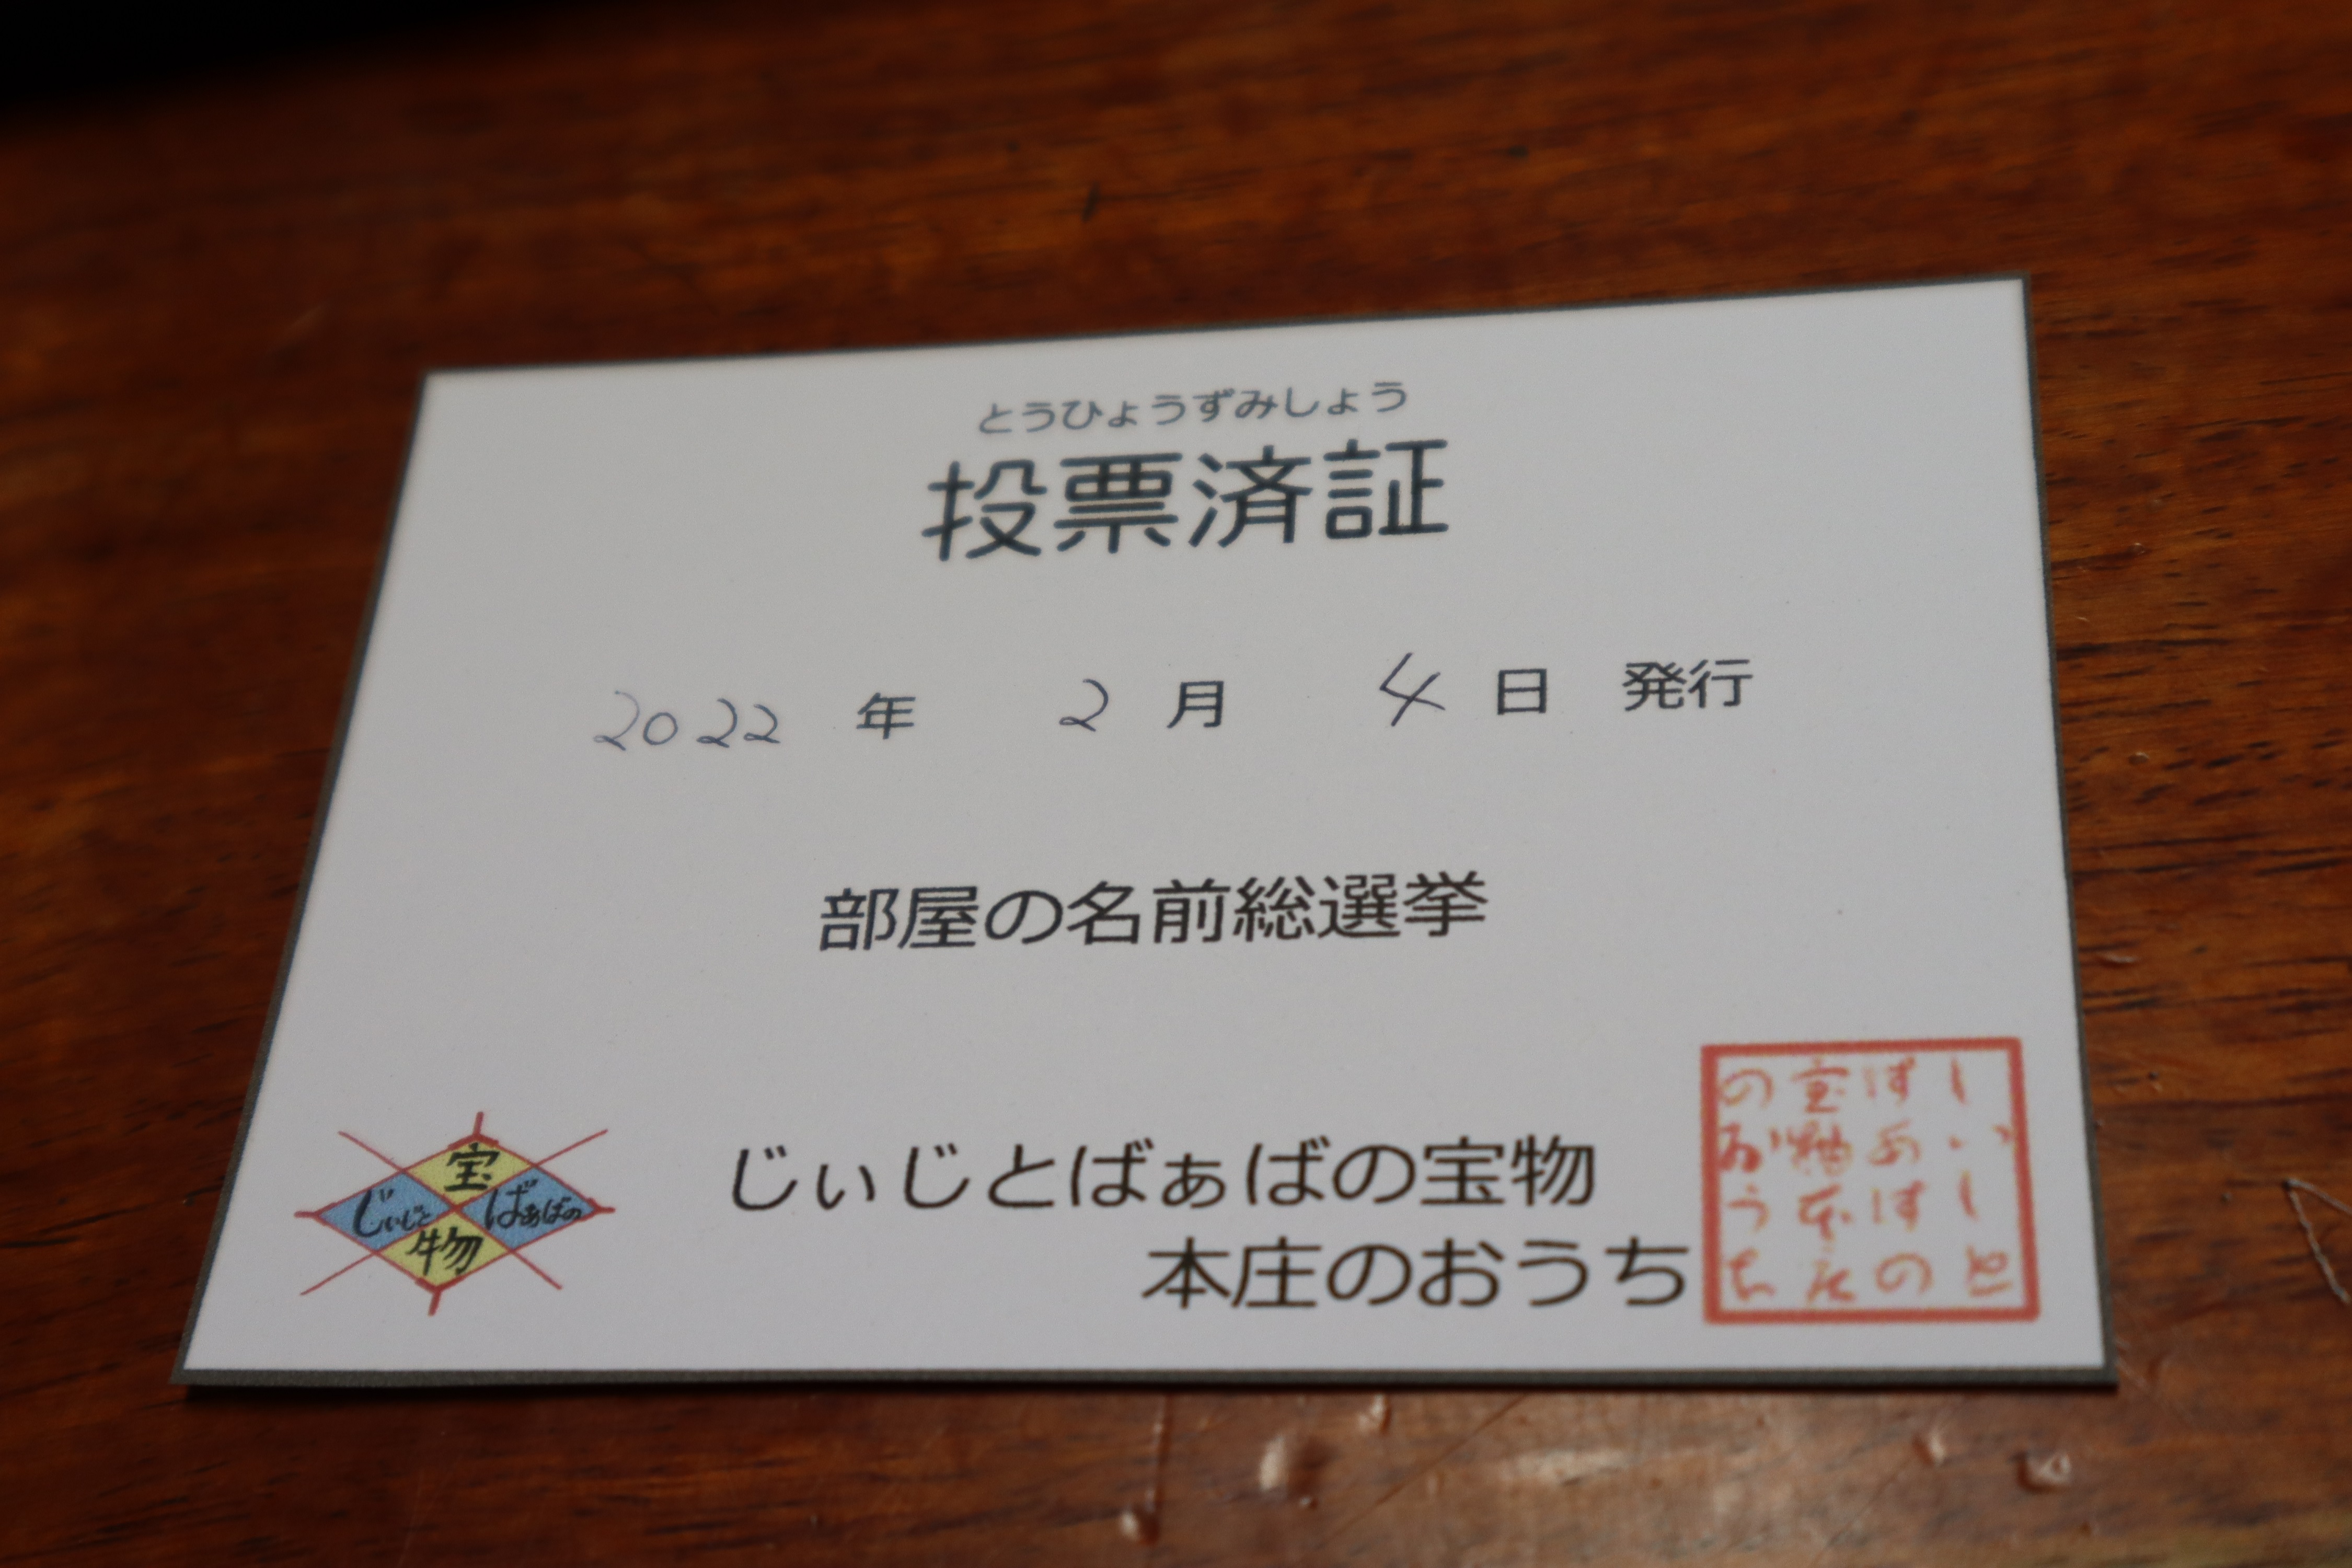 とうひょうずみしょう
投票済証
2022 年 2 月 4 日 発行
部屋の名前総選挙
じぃじとばぁばの宝物
本庄のおうち
宝
じぃじと ばぁばの
物
じいじと
ばあばの
宝物本庄
のおうち